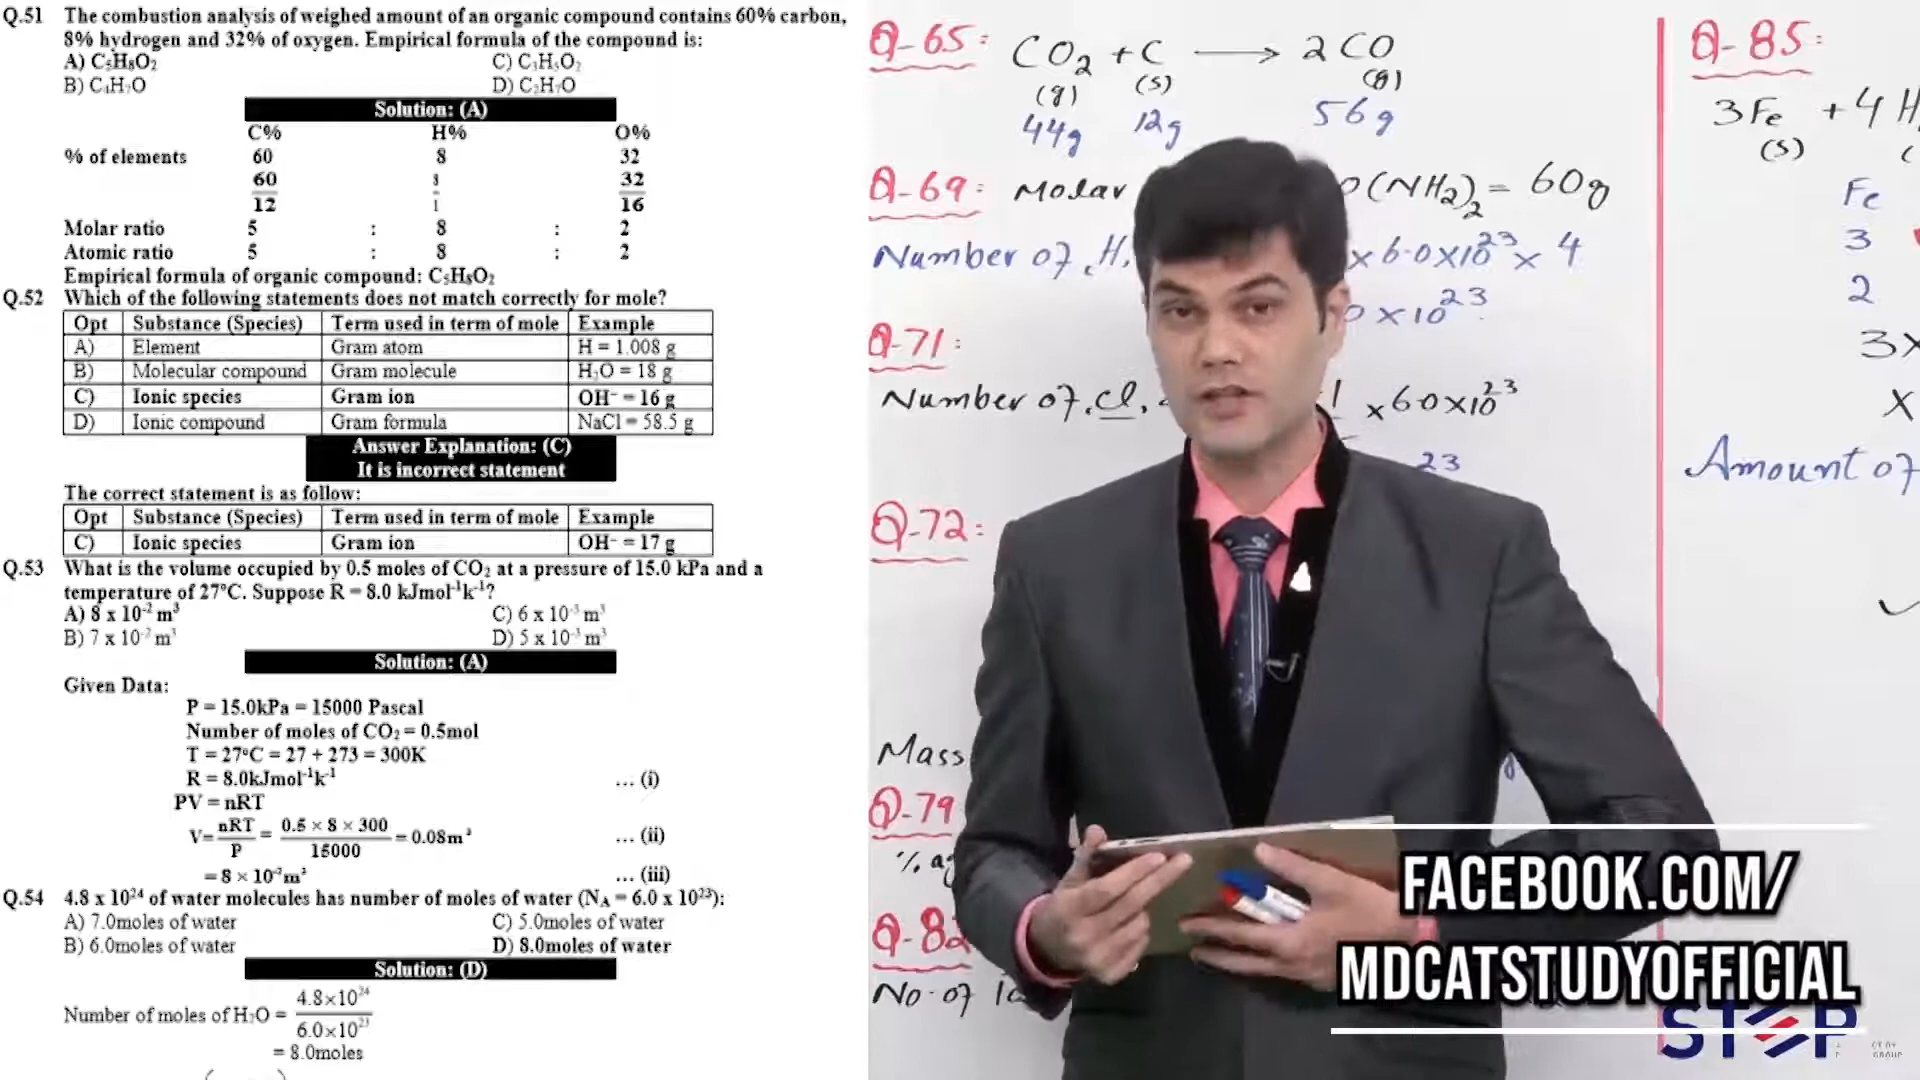 Q.51 The combustion analysis of weighed amount of an organic compound contains 60% carbon,
8% hydrogen and 32% of oxygen. Empirical formula of the compound is:
A) C₅H₈O₂ C) C₃H₅O₂
B) C₄H₇O D) C₂H₇O
Solution: (A)
C% H% O%
% of elements 60 8 32
60 8 32
12 1 16
Molar ratio 5 : 8 : 2
Atomic ratio 5 : 8 : 2
Empirical formula of organic compound: C₅H₈O₂
Q.52 Which of the following statements does not match correctly for mole?
Opt Substance (Species) Term used in term of mole Example
A) Element Gram atom H = 1.008 g
B) Molecular compound Gram molecule H₂O = 18 g
C) Ionic species Gram ion OH⁻ = 16 g
D) Ionic compound Gram formula NaCl = 58.5 g
Answer Explanation: (C)
It is incorrect statement
The correct statement is as follow:
Opt Substance (Species) Term used in term of mole Example
C) Ionic species Gram ion OH⁻ = 17 g
Q.53 What is the volume occupied by 0.5 moles of CO₂ at a pressure of 15.0 kPa and a
temperature of 27°C. Suppose R = 8.0 kJmol⁻¹k⁻¹?
A) 8 x 10⁻² m³ C) 6 x 10⁻³ m³
B) 7 x 10⁻² m³ D) 5 x 10⁻³ m³
Solution: (A)
Given Data:
P = 15.0kPa = 15000 Pascal
Number of moles of CO₂ = 0.5mol
T = 27°C = 27 + 273 = 300K
R = 8.0kJmol⁻¹k⁻¹ ... (i)
PV = nRT
V = nRT/P = 0.5 × 8 × 300/15000 = 0.08m³ ... (ii)
= 8 × 10⁻²m³ ... (iii)
Q.54 4.8 x 10²⁴ of water molecules has number of moles of water (Nᴀ = 6.0 x 10²³):
A) 7.0moles of water C) 5.0moles of water
B) 6.0moles of water D) 8.0moles of water
Solution: (D)
Number of moles of H₂O = 4.8×10²⁴/6.0×10²³
= 8.0moles
Q-65: CO₂ + C ⟶ 2CO
(g) (s) (g)
44g 12g 56g
Q-69: Molar O(NH₂)₂ = 60g
Number of H × 6.0×10²³ × 4
0 × 10²³
Q-71:
Number of Cl × 6.0×10²³
23
Q-72:
Mass
Q-79
% ag
Q-82
No. of
Q-85:
3Fe + 4H
(s) (
Fe
3
2
3×
X
Amount of
FACEBOOK.COM/
MDCATSTUDYOFFICIAL
STEP